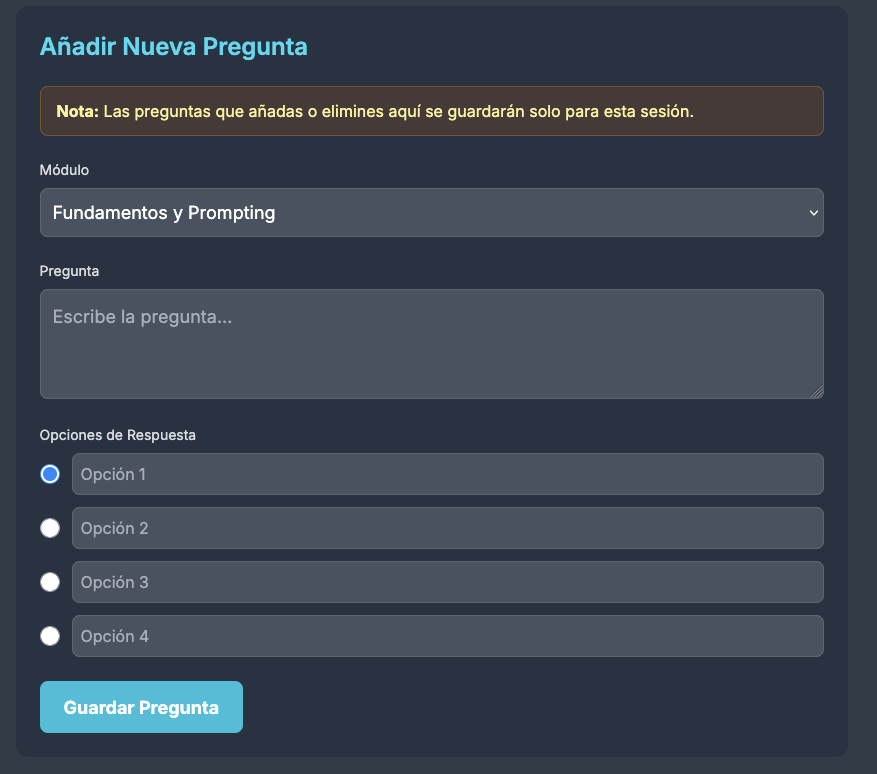 Añadir Nueva Pregunta
Nota: Las preguntas que añadas o elimines aquí se guardarán solo para esta sesión.
Módulo
Fundamentos y Prompting
Pregunta
Escribe la pregunta...
Opciones de Respuesta
Opción 1
Opción 2
Opción 3
Opción 4
Guardar Pregunta